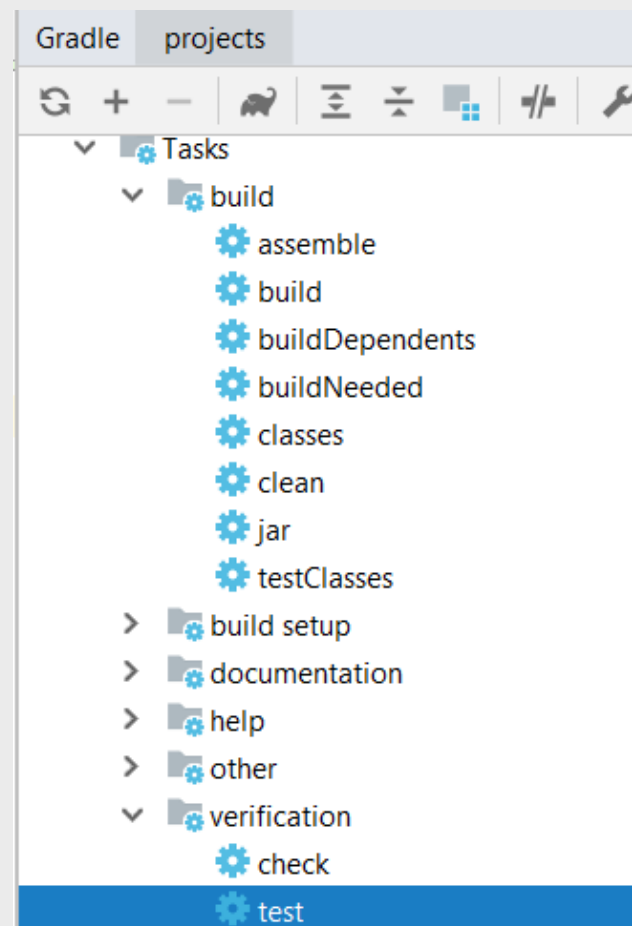 Gradle projects
Tasks
build
assemble
build
buildDependents
buildNeeded
classes
clean
jar
testClasses
build setup
documentation
help
other
verification
check
test